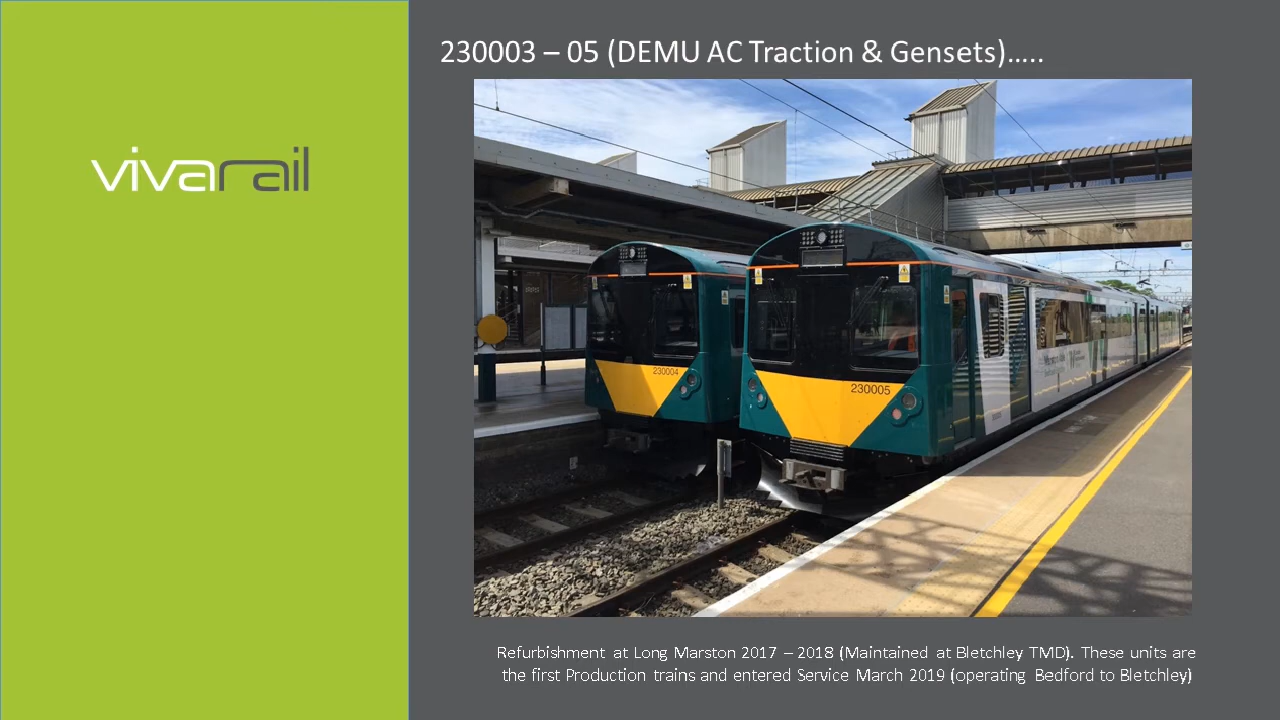 vivarail
230003 – 05 (DEMU AC Traction & Gensets)…..
230004
230005
Refurbishment at Long Marston 2017 – 2018 (Maintained at Bletchley TMD). These units are
the first Production trains and entered Service March 2019 (operating Bedford to Bletchley)